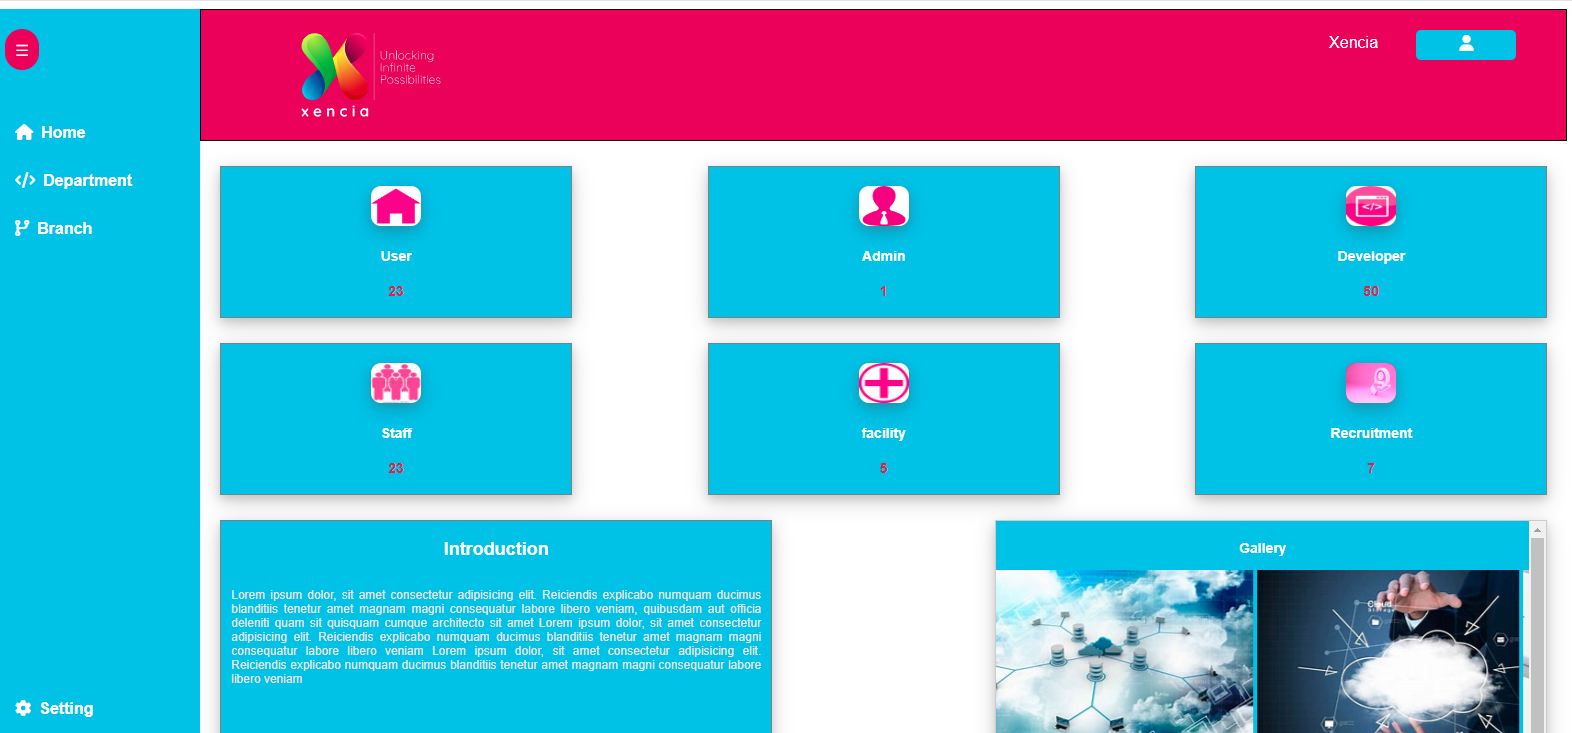 ☰
Home
Department
Branch
Setting
Unlocking
Infinite
Possibilities
xencia
Xencia
User
23
Admin
1
</>
Developer
50
Staff
23
facility
5
Recruitment
7
Introduction
Lorem ipsum dolor, sit amet consectetur adipisicing elit. Reiciendis explicabo numquam ducimus
blanditiis tenetur amet magnam magni consequatur labore libero veniam, quibusdam aut officia
deleniti quam sit quisquam cumque architecto sit amet Lorem ipsum dolor, sit amet consectetur
adipisicing elit. Reiciendis explicabo numquam ducimus blanditiis tenetur amet magnam magni
consequatur labore libero veniam Lorem ipsum dolor, sit amet consectetur adipisicing elit.
Reiciendis explicabo numquam ducimus blanditiis tenetur amet magnam magni consequatur labore
libero veniam
Gallery
Cloud